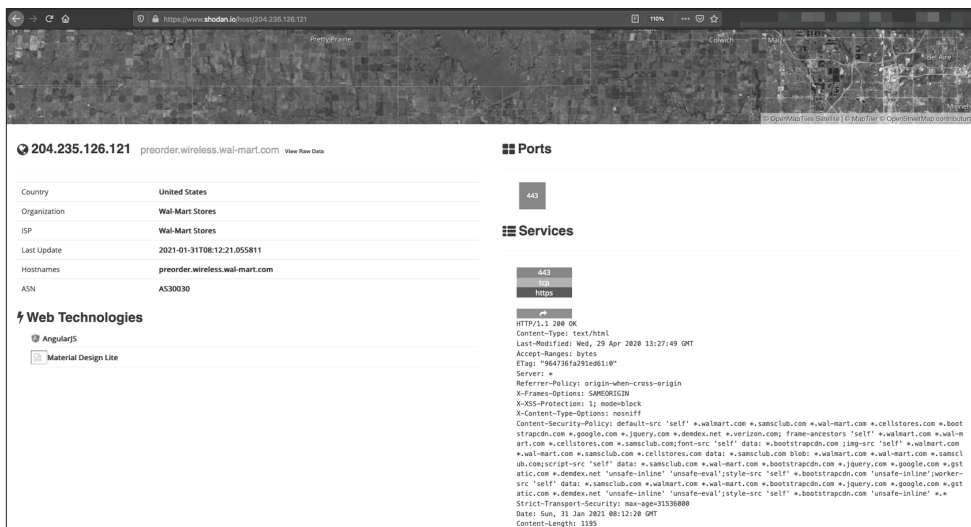 https://www.shodan.io/host/204.235.126.121
110%
Pretty Prairie
Colwich
Maize
Bel Aire
© OpenMapTiles Satellite | © MapTiler © OpenStreetMap contributors
204.235.126.121 preorder.wireless.wal-mart.com View Raw Data
Country United States
Organization Wal-Mart Stores
ISP Wal-Mart Stores
Last Update 2021-01-31T08:12:21.055811
Hostnames preorder.wireless.wal-mart.com
ASN AS30030
Web Technologies
AngularJS
Material Design Lite
Ports
443
Services
443
tcp
https
HTTP/1.1 200 OK
Content-Type: text/html
Last-Modified: Wed, 29 Apr 2020 13:27:49 GMT
Accept-Ranges: bytes
ETag: "964736fa291ed61:0"
Server: *
Referrer-Policy: origin-when-cross-origin
X-Frames-Options: SAMEORIGIN
X-XSS-Protection: 1; mode=block
X-Content-Type-Options: nosniff
Content-Security-Policy: default-src 'self' *.walmart.com *.samsclub.com *.wal-mart.com *.cellstores.com *.boot
strapcdn.com *.google.com *.jquery.com *.demdex.net *.verizon.com; frame-ancestors 'self' *.walmart.com *.wal-m
art.com *.cellstores.com *.samsclub.com;font-src 'self' data: *.bootstrapcdn.com ;img-src 'self' *.walmart.com
*.wal-mart.com *.samsclub.com *.cellstores.com data: *.samsclub.com blob: *.walmart.com *.wal-mart.com *.samscl
ub.com;script-src 'self' data: *.samsclub.com *.wal-mart.com *.bootstrapcdn.com *.jquery.com *.google.com *.gst
atic.com *.demdex.net 'unsafe-inline' 'unsafe-eval';style-src 'self' *.bootstrapcdn.com 'unsafe-inline';worker-
src 'self' data: *.samsclub.com *.walmart.com *.wal-mart.com *.bootstrapcdn.com *.jquery.com *.google.com *.gst
atic.com *.demdex.net 'unsafe-inline' 'unsafe-eval';style-src 'self' *.bootstrapcdn.com 'unsafe-inline' *.*
Strict-Transport-Security: max-age=31536000
Date: Sun, 31 Jan 2021 08:12:20 GMT
Content-Length: 1195